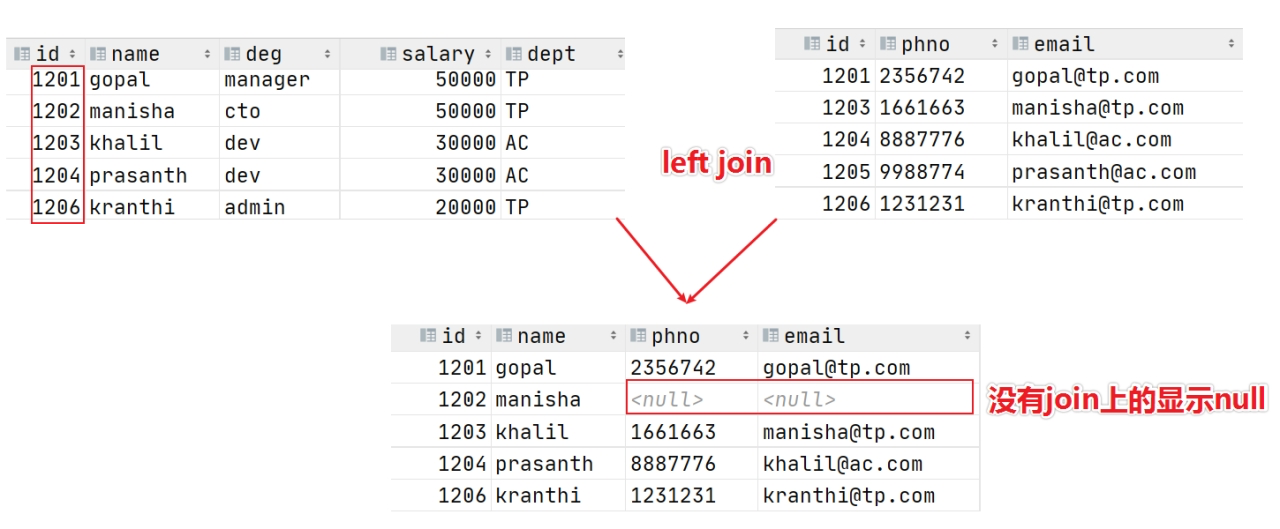 id name deg salary dept
1201 gopal manager 50000 TP
1202 manisha cto 50000 TP
1203 khalil dev 30000 AC
1204 prasanth dev 30000 AC
1206 kranthi admin 20000 TP
left join
id phno email
1201 2356742 gopal@tp.com
1203 1661663 manisha@tp.com
1204 8887776 khalil@ac.com
1205 9988774 prasanth@ac.com
1206 1231231 kranthi@tp.com
id name phno email
1201 gopal 2356742 gopal@tp.com
1202 manisha <null> <null>
1203 khalil 1661663 manisha@tp.com
1204 prasanth 8887776 khalil@ac.com
1206 kranthi 1231231 kranthi@tp.com
没有join上的显示null